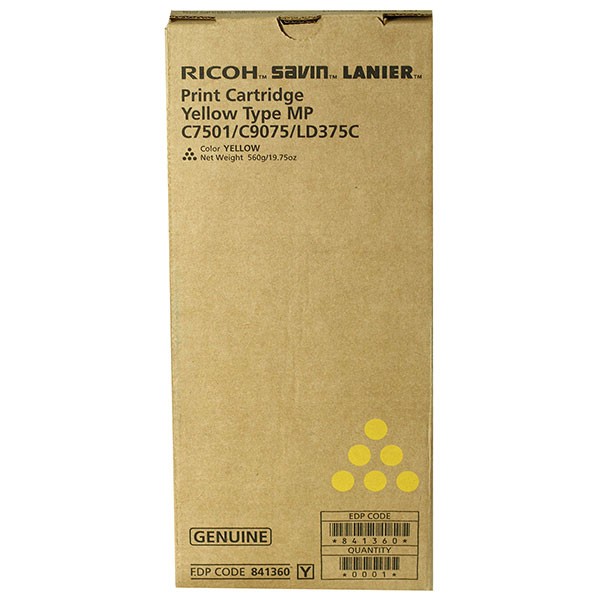 RICOH™ savin™ LANIER™
Print Cartridge
Yellow Type MP
C7501/C9075/LD375C
Color YELLOW
Net Weight 560g/19.75oz
GENUINE
EDP CODE 841360 Y
EDP CODE
*841360*
QUANTITY
*0001*